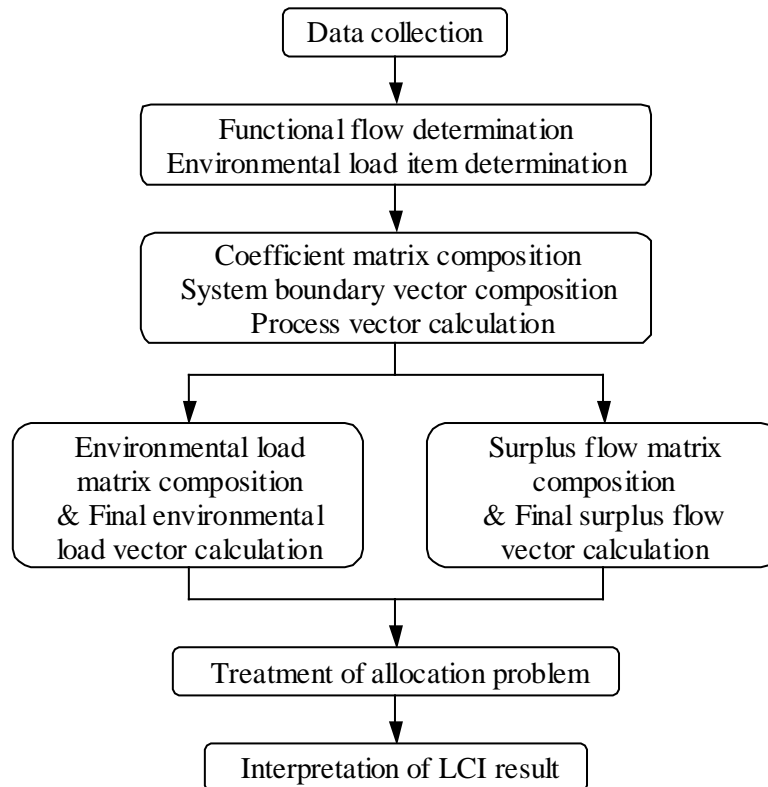 Data collection
Functional flow determination
Environmental load item determination
Coefficient matrix composition
System boundary vector composition
Process vector calculation
Environmental load
matrix composition
& Final environmental
load vector calculation
Surplus flow matrix
composition
& Final surplus flow
vector calculation
Treatment of allocation problem
Interpretation of LCI result